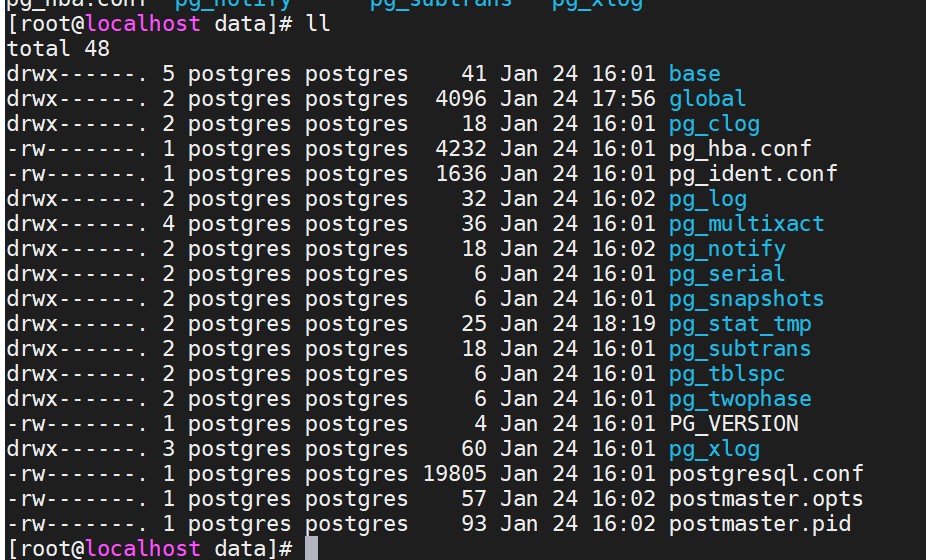 pg_hba.conf  pg_notify      pg_subtrans   pg_xlog
[root@localhost data]# ll
total 48
drwx------. 5 postgres postgres    41 Jan 24 16:01 base
drwx------. 2 postgres postgres  4096 Jan 24 17:56 global
drwx------. 2 postgres postgres    18 Jan 24 16:01 pg_clog
-rw-------. 1 postgres postgres  4232 Jan 24 16:01 pg_hba.conf
-rw-------. 1 postgres postgres  1636 Jan 24 16:01 pg_ident.conf
drwx------. 2 postgres postgres    32 Jan 24 16:02 pg_log
drwx------. 4 postgres postgres    36 Jan 24 16:01 pg_multixact
drwx------. 2 postgres postgres    18 Jan 24 16:02 pg_notify
drwx------. 2 postgres postgres     6 Jan 24 16:01 pg_serial
drwx------. 2 postgres postgres     6 Jan 24 16:01 pg_snapshots
drwx------. 2 postgres postgres    25 Jan 24 18:19 pg_stat_tmp
drwx------. 2 postgres postgres    18 Jan 24 16:01 pg_subtrans
drwx------. 2 postgres postgres     6 Jan 24 16:01 pg_tblspc
drwx------. 2 postgres postgres     6 Jan 24 16:01 pg_twophase
-rw-------. 1 postgres postgres     4 Jan 24 16:01 PG_VERSION
drwx------. 3 postgres postgres    60 Jan 24 16:01 pg_xlog
-rw-------. 1 postgres postgres 19805 Jan 24 16:01 postgresql.conf
-rw-------. 1 postgres postgres    57 Jan 24 16:02 postmaster.opts
-rw-------. 1 postgres postgres    93 Jan 24 16:02 postmaster.pid
[root@localhost data]#